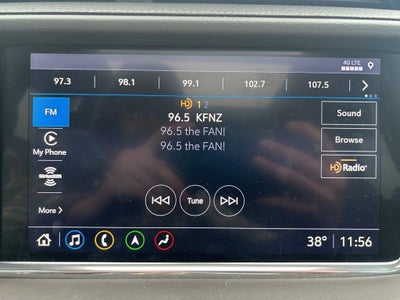 4G LTE
97.3 98.1 99.1 102.7 107.5
HD 1 2
FM
96.5 KFNZ
Sound
96.5 the FAN!
My Phone
96.5 the FAN!
Browse
SiriusXM
HD Radio®
More >
Tune
38° 11:56